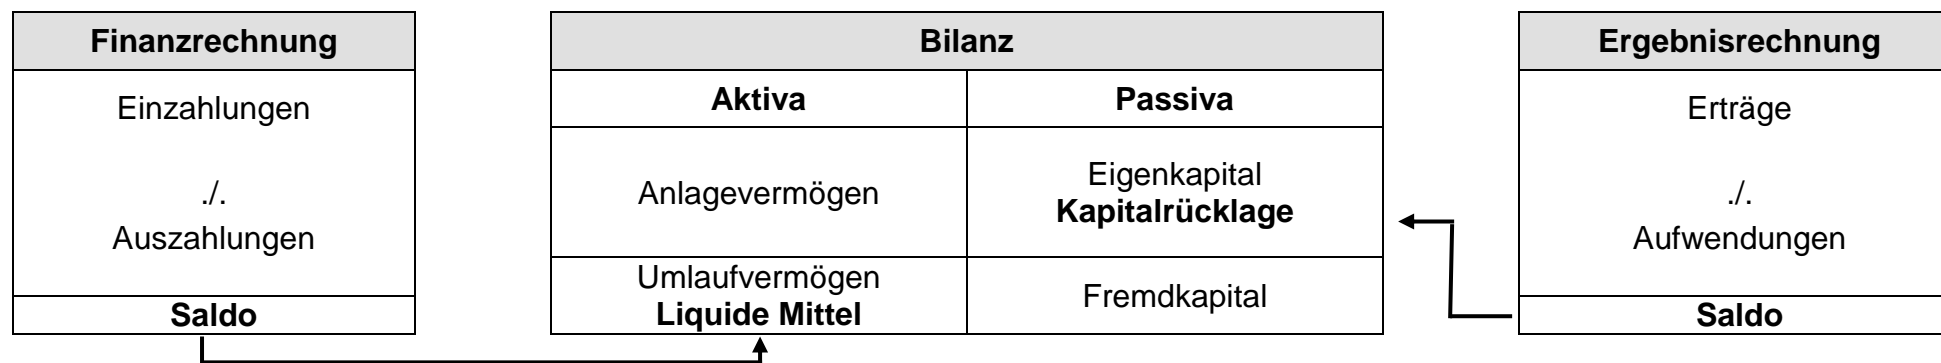 Finanzrechnung
Einzahlungen
./.
Auszahlungen
Saldo
Bilanz
Aktiva
Passiva
Anlagevermögen
Eigenkapital
Kapitalrücklage
Umlaufvermögen
Liquide Mittel
Fremdkapital
Ergebnisrechnung
Erträge
./.
Aufwendungen
Saldo